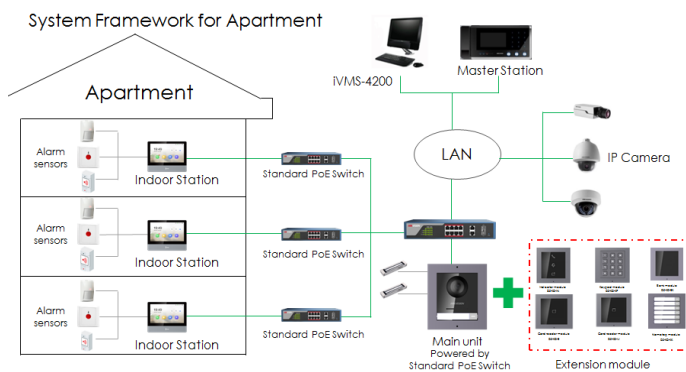 System Framework for Apartment
iVMS-4200
Master Station
Apartment
LAN
IP Camera
Alarm
sensors
Indoor Station
Standard PoE Switch
Alarm
sensors
Indoor Station
Standard PoE Switch
Alarm
sensors
Indoor Station
Standard PoE Switch
Main unit
Powered by
Standard PoE Switch
Extension module